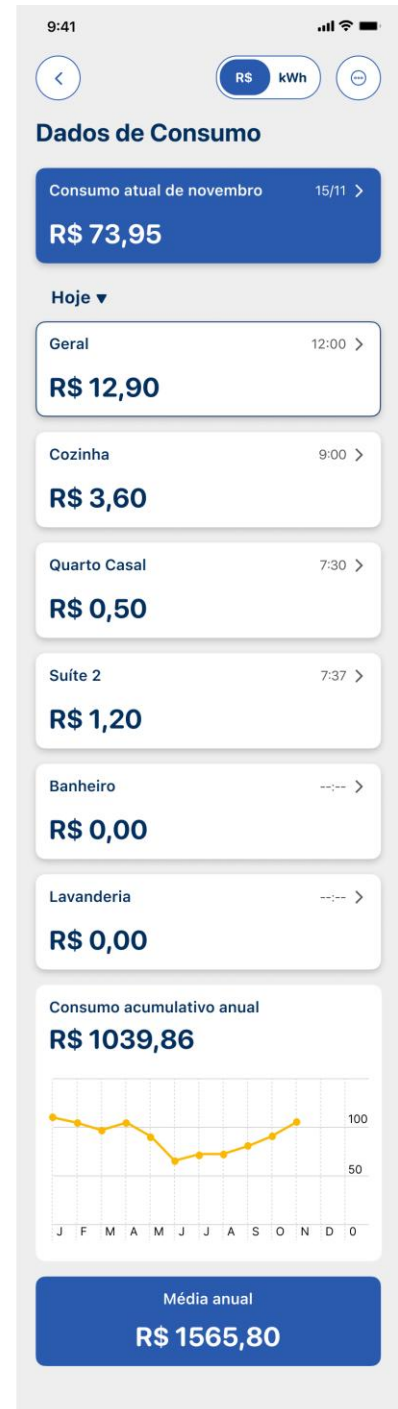 9:41
R$ kWh
Dados de Consumo
Consumo atual de novembro 15/11
R$ 73,95
Hoje
Geral 12:00
R$ 12,90
Cozinha 9:00
R$ 3,60
Quarto Casal 7:30
R$ 0,50
Suíte 2 7:37
R$ 1,20
Banheiro --:--
R$ 0,00
Lavanderia --:--
R$ 0,00
Consumo acumulativo anual
R$ 1039,86
100
50
J F M A M J J A S O N D 0
Média anual
R$ 1565,80